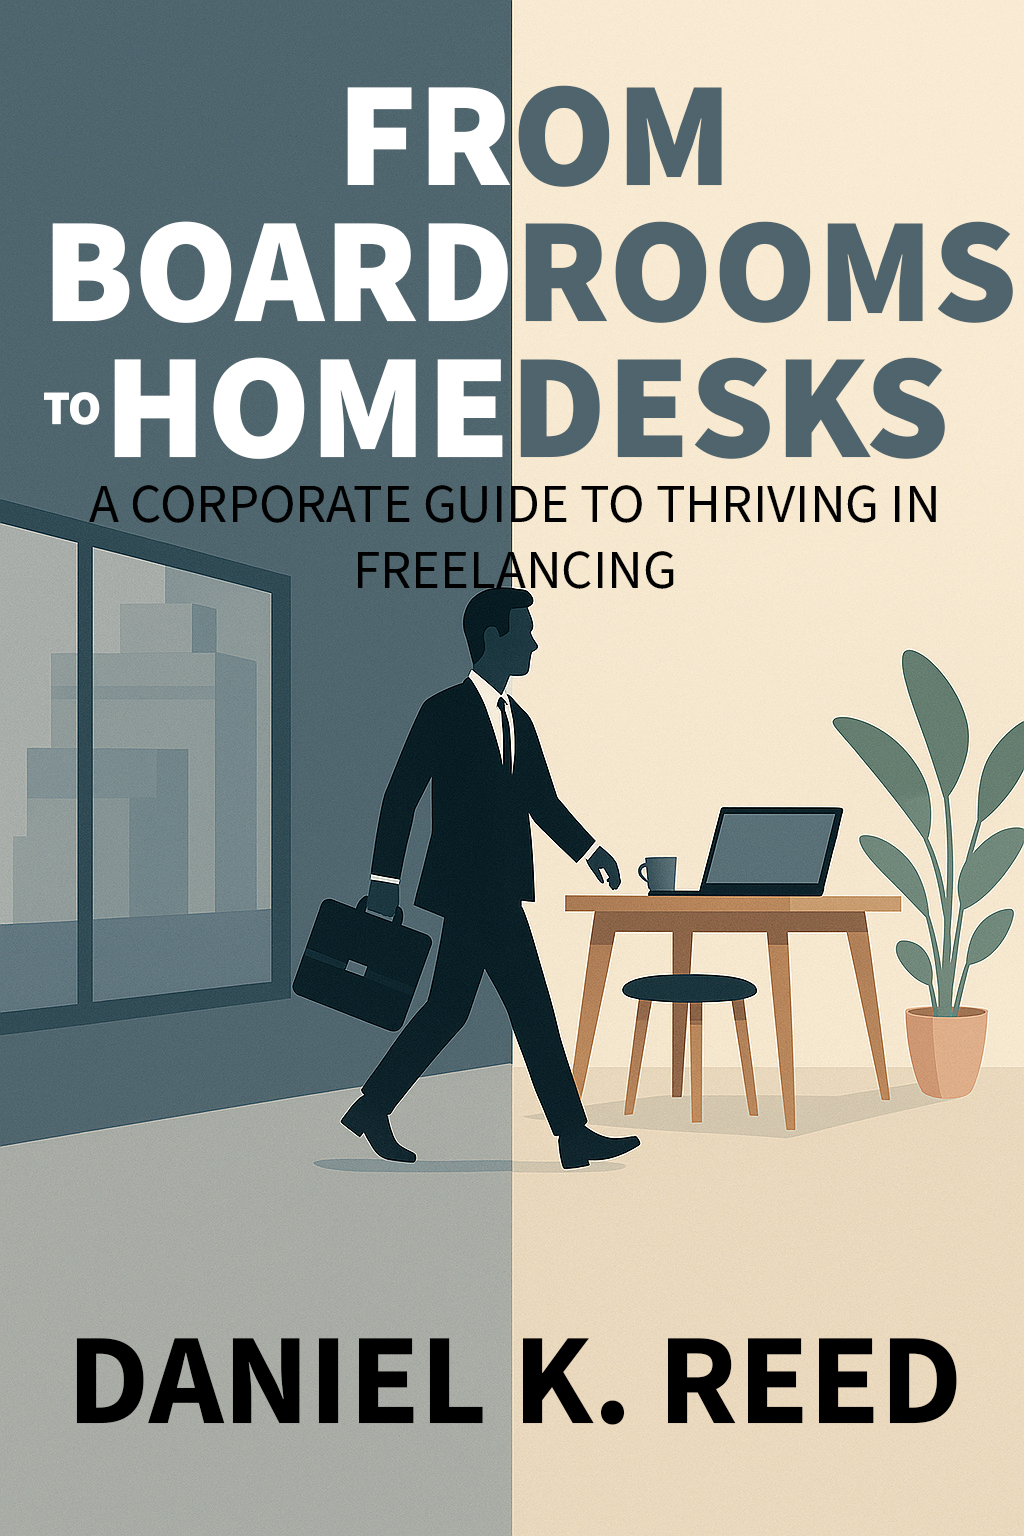 FROM
BOARDROOMS
TO HOMEDESKS
A CORPORATE GUIDE TO THRIVING IN
FREELANCING
DANIEL K. REED